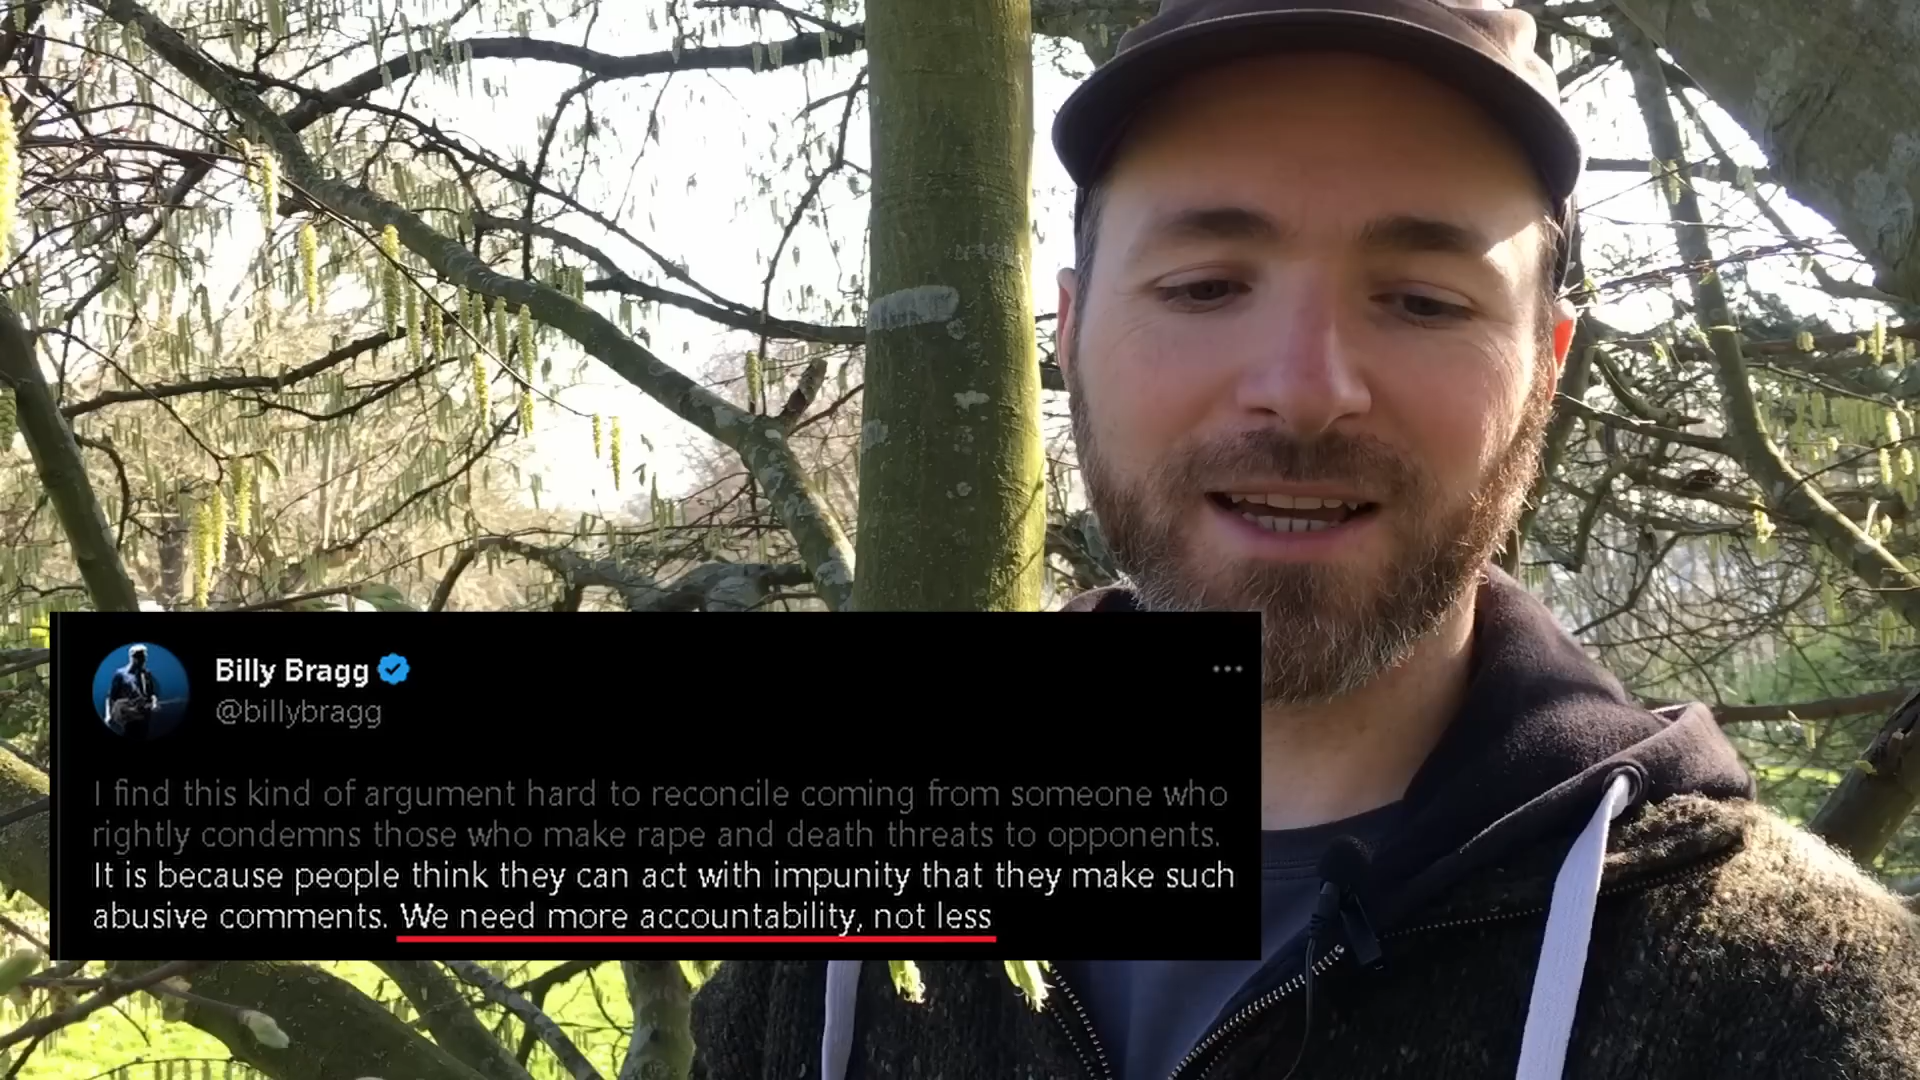 Billy Bragg
@billybragg
I find this kind of argument hard to reconcile coming from someone who
rightly condemns those who make rape and death threats to opponents.
It is because people think they can act with impunity that they make such
abusive comments. We need more accountability, not less